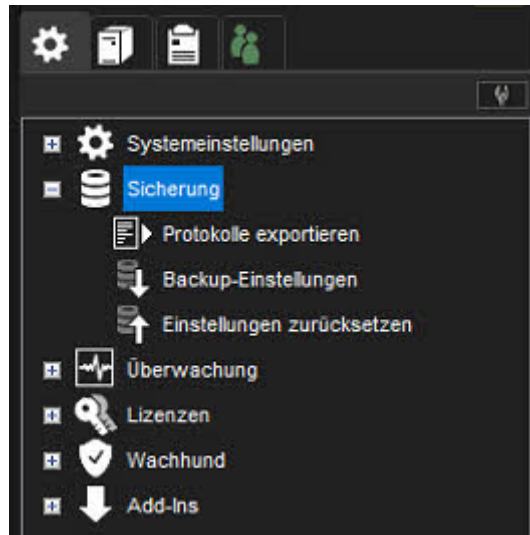 Systemeinstellungen
Sicherung
Protokolle exportieren
Backup-Einstellungen
Einstellungen zurücksetzen
Überwachung
Lizenzen
Wachhund
Add-Ins